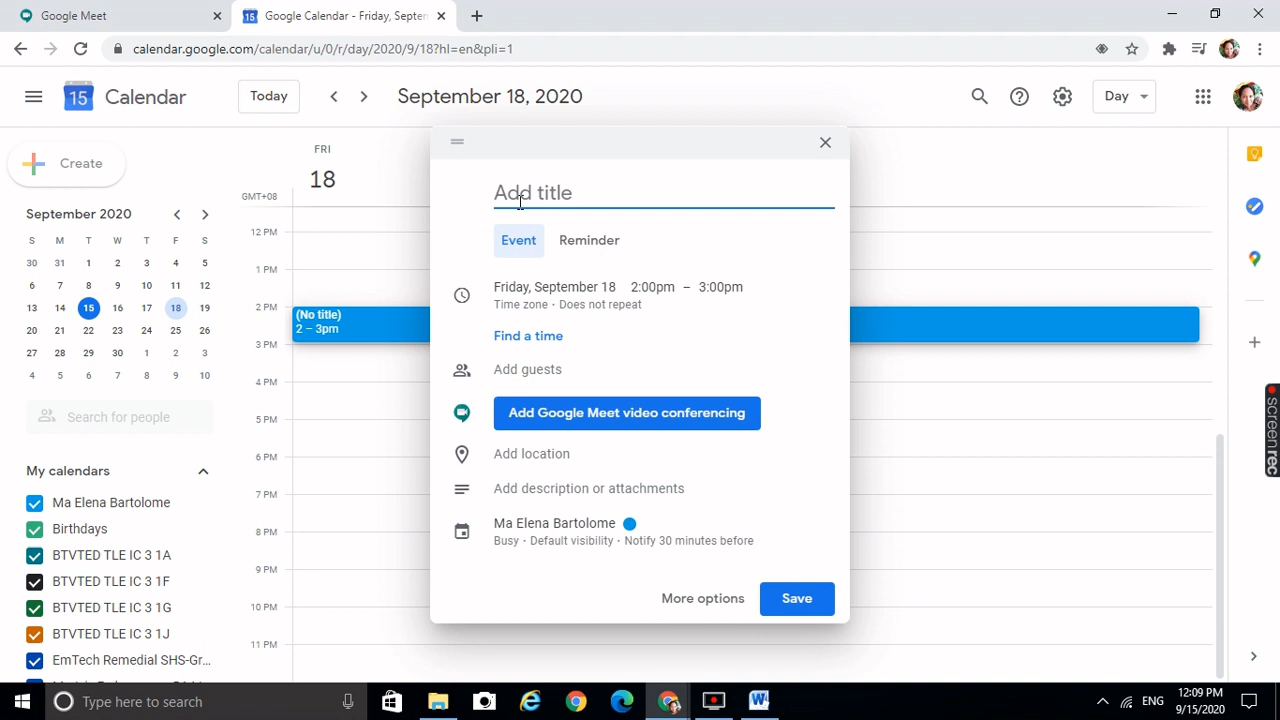 Google Meet
Google Calendar - Friday, Septem
calendar.google.com/calendar/u/0/r/day/2020/9/18?hl=en&pli=1
15
Calendar
Today
September 18, 2020
Day
Create
FRI
18
GMT+08
September 2020
S M T W T F S
30 31 1 2 3 4 5
6 7 8 9 10 11 12
13 14 15 16 17 18 19
20 21 22 23 24 25 26
27 28 29 30 1 2 3
4 5 6 7 8 9 10
Search for people
My calendars
Ma Elena Bartolome
Birthdays
BTVTED TLE IC 3 1A
BTVTED TLE IC 3 1F
BTVTED TLE IC 3 1G
BTVTED TLE IC 3 1J
EmTech Remedial SHS-Gr...
12 PM
1 PM
2 PM
3 PM
4 PM
5 PM
6 PM
7 PM
8 PM
9 PM
10 PM
11 PM
(No title)
2 – 3pm
Add title
Event Reminder
Friday, September 18 2:00pm – 3:00pm
Time zone · Does not repeat
Find a time
Add guests
Add Google Meet video conferencing
Add location
Add description or attachments
Ma Elena Bartolome
Busy · Default visibility · Notify 30 minutes before
More options Save
screenrec
Type here to search
ENG
12:09 PM
9/15/2020